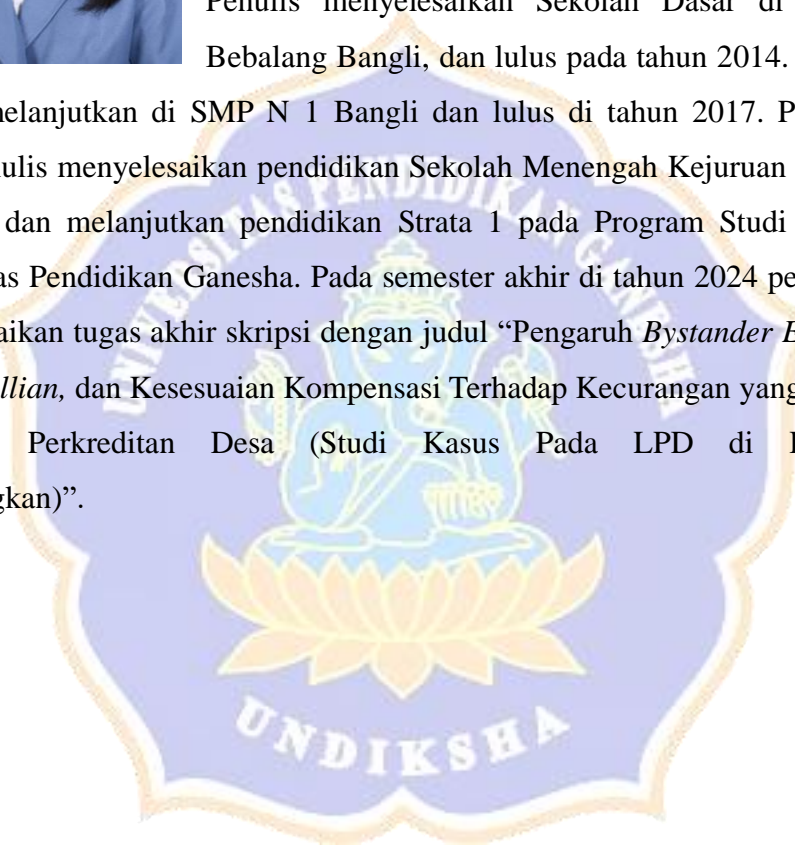 Penulis menyelesaikan Sekolah Dasar di
Bebalang Bangli, dan lulus pada tahun 2014.
melanjutkan di SMP N 1 Bangli dan lulus di tahun 2017. P
ulis menyelesaikan pendidikan Sekolah Menengah Kejuruan
dan melanjutkan pendidikan Strata 1 pada Program Studi
as Pendidikan Ganesha. Pada semester akhir di tahun 2024 pe
aikan tugas akhir skripsi dengan judul “Pengaruh Bystander E
llian, dan Kesesuaian Kompensasi Terhadap Kecurangan yang
Perkreditan Desa (Studi Kasus Pada LPD di
gkan)”.
UNIVERSITAS PENDIDIKAN GANESHA
UNDIKSHA